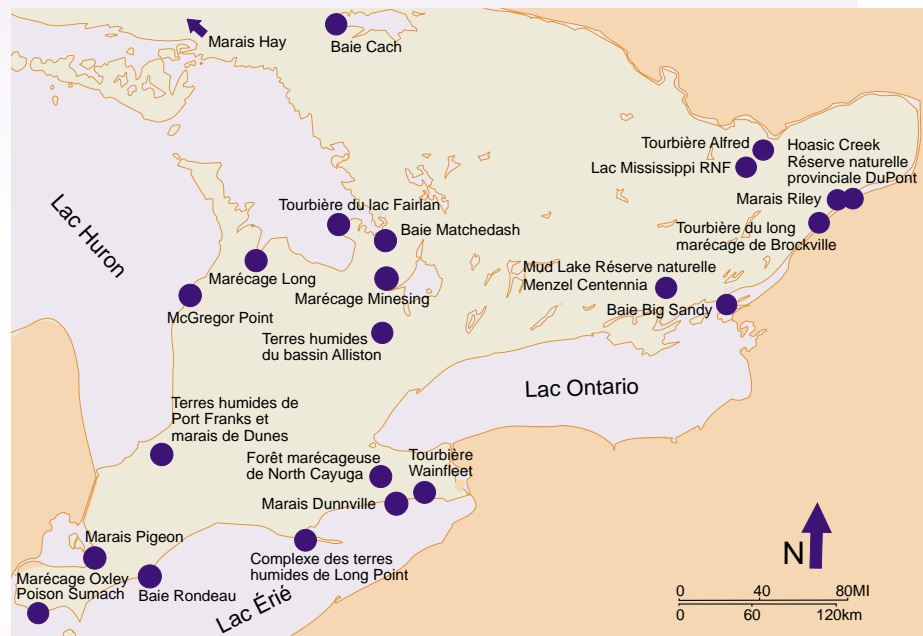 Marais Hay
Baie Cach
Tourbière Alfred
Lac Mississippi RNF
Hoasic Creek
Réserve naturelle
provinciale DuPont
Marais Riley
Tourbière du long
marécage de Brockville
Lac Huron
Tourbière du lac Fairlan
Baie Matchedash
Marécage Long
Marécage Minesing
McGregor Point
Mud Lake Réserve naturelle
Menzel Centennia
Baie Big Sandy
Terres humides
du bassin Alliston
Lac Ontario
Terres humides de
Port Franks et
marais de Dunes
Forêt marécageuse
de North Cayuga
Tourbière
Wainfleet
Marais Dunnville
Marais Pigeon
Complexe des terres
humides de Long Point
Marécage Oxley
Poison Sumach
Baie Rondeau
Lac Érié
N
0 40 80MI
0 60 120km